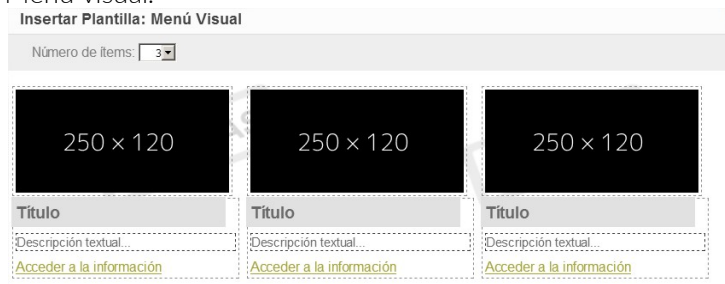 Menú Visual.
Insertar Plantilla: Menú Visual
Número de ítems: 3
250 × 120 250 × 120 250 × 120
Título Título Título
Descripción textual... Descripción textual... Descripción textual...
Acceder a la información Acceder a la información Acceder a la información